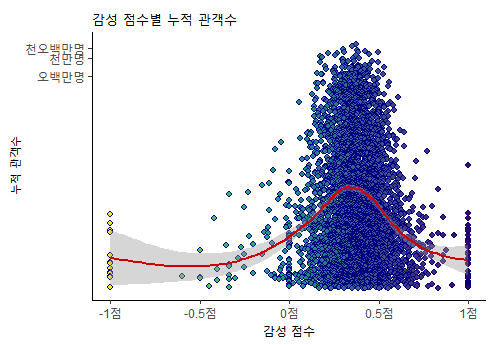 감성 점수별 누적 관객수
천오백만명
천만명
오백만명
누적 관객수
-1점
-0.5점
0점
0.5점
1점
감성 점수